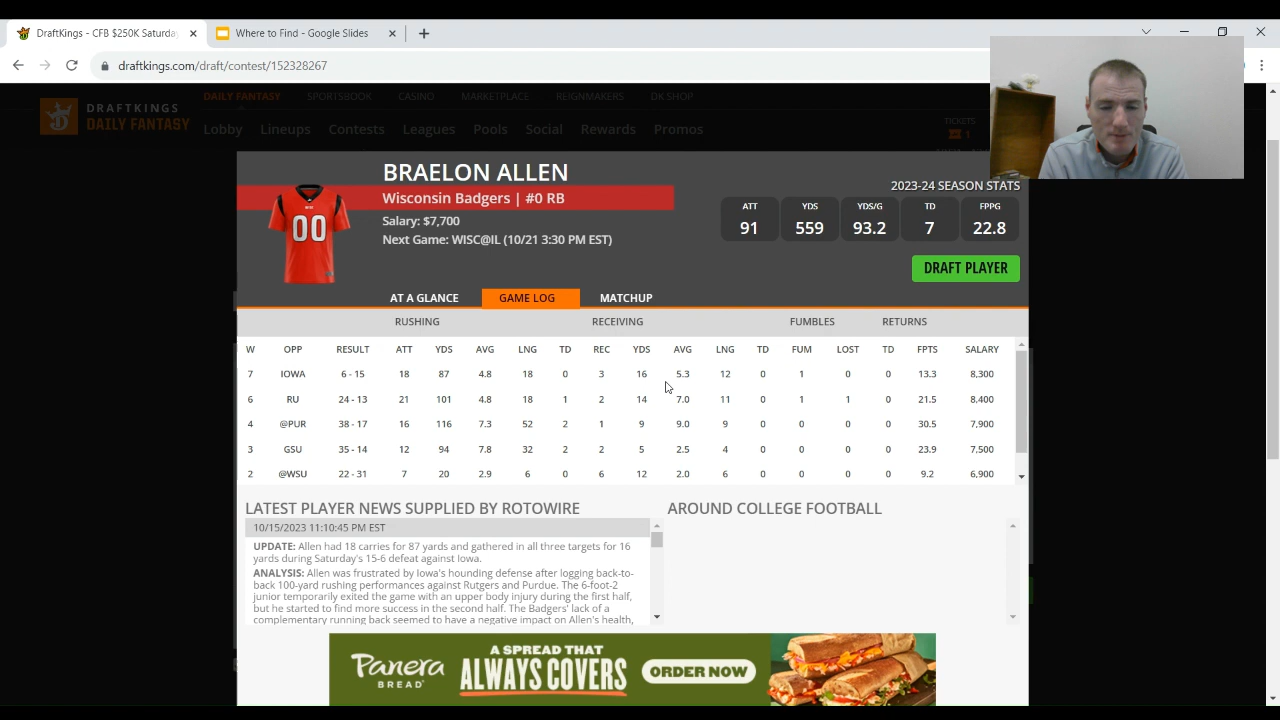 DraftKings - CFB $250K Saturda
Where to Find - Google Slides
draftkings.com/draft/contest/152328267
DAILY FANTASY SPORTSBOOK CASINO MARKETPLACE REIGNMAKERS DK SHOP
DRAFTKINGS
DAILY FANTASY
Lobby Lineups Contests Leagues Pools Social Rewards Promos
TICKETS
1
BRAELON ALLEN
Wisconsin Badgers | #0 RB
Salary: $7,700
Next Game: WISC@IL (10/21 3:30 PM EST)
00
2023-24 SEASON STATS
ATT YDS YDS/G TD FPPG
91 559 93.2 7 22.8
DRAFT PLAYER
AT A GLANCE GAME LOG MATCHUP
RUSHING RECEIVING FUMBLES RETURNS
W OPP RESULT ATT YDS AVG LNG TD REC YDS AVG LNG TD FUM LOST TD FPTS SALARY
7 IOWA 6 - 15 18 87 4.8 18 0 3 16 5.3 12 0 1 0 0 13.3 8,300
6 RU 24 - 13 21 101 4.8 18 1 2 14 7.0 11 0 1 1 0 21.5 8,400
4 @PUR 38 - 17 16 116 7.3 52 2 1 9 9.0 9 0 0 0 0 30.5 7,900
3 GSU 35 - 14 12 94 7.8 32 2 2 5 2.5 4 0 0 0 0 23.9 7,500
2 @WSU 22 - 31 7 20 2.9 6 0 6 12 2.0 6 0 0 0 0 9.2 6,900
LATEST PLAYER NEWS SUPPLIED BY ROTOWIRE
10/15/2023 11:10:45 PM EST
UPDATE: Allen had 18 carries for 87 yards and gathered in all three targets for 16
yards during Saturday's 15-6 defeat against Iowa.
ANALYSIS: Allen was frustrated by Iowa's hounding defense after logging back-to-
back 100-yard rushing performances against Rutgers and Purdue. The 6-foot-2
junior temporarily exited the game with an upper body injury during the first half,
but he started to find more success in the second half. The Badgers' lack of a
complementary running back seemed to have a negative impact on Allen's health,
AROUND COLLEGE FOOTBALL
Panera
BREAD
A SPREAD THAT
ALWAYS COVERS
ORDER NOW